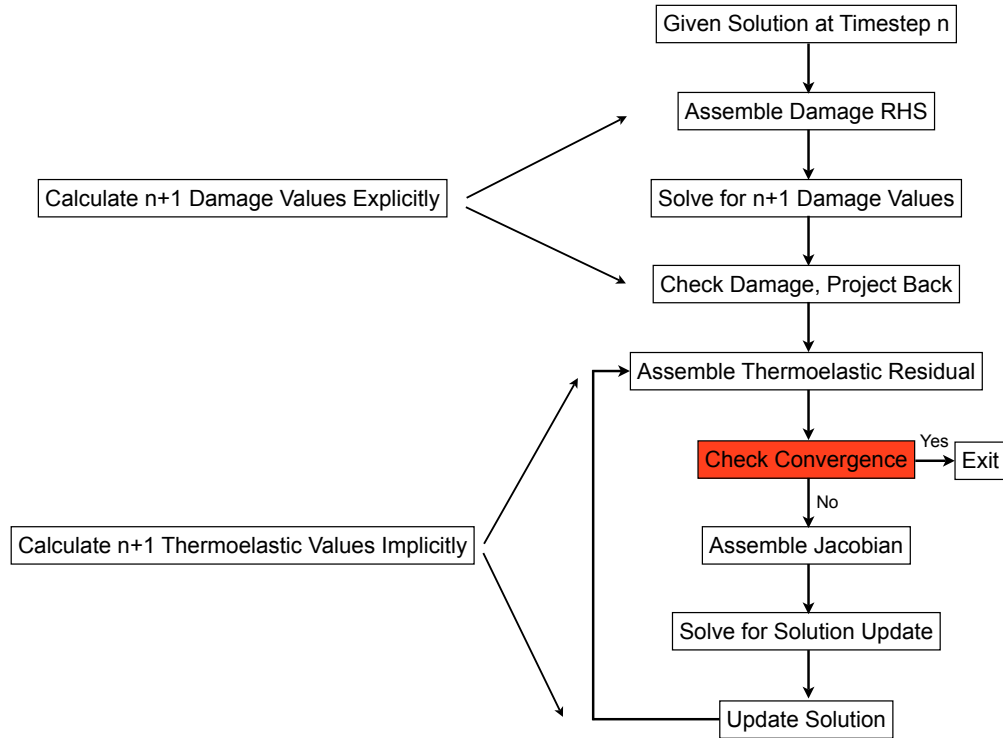 Given Solution at Timestep n
Assemble Damage RHS
Calculate n+1 Damage Values Explicitly
Solve for n+1 Damage Values
Check Damage, Project Back
Assemble Thermoelastic Residual
Check Convergence
Yes
Exit
No
Calculate n+1 Thermoelastic Values Implicitly
Assemble Jacobian
Solve for Solution Update
Update Solution